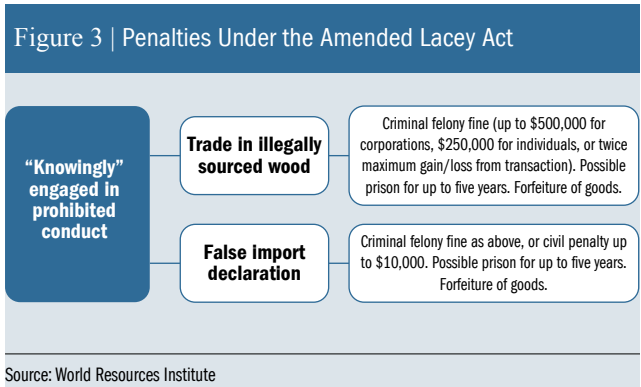 Figure 3 | Penalties Under the Amended Lacey Act
“Knowingly”
engaged in
prohibited
conduct
Trade in illegally
sourced wood
Criminal felony fine (up to $500,000 for
corporations, $250,000 for individuals, or twice
maximum gain/loss from transaction). Possible
prison for up to five years. Forfeiture of goods.
False import
declaration
Criminal felony fine as above, or civil penalty up
to $10,000. Possible prison for up to five years.
Forfeiture of goods.
Source: World Resources Institute